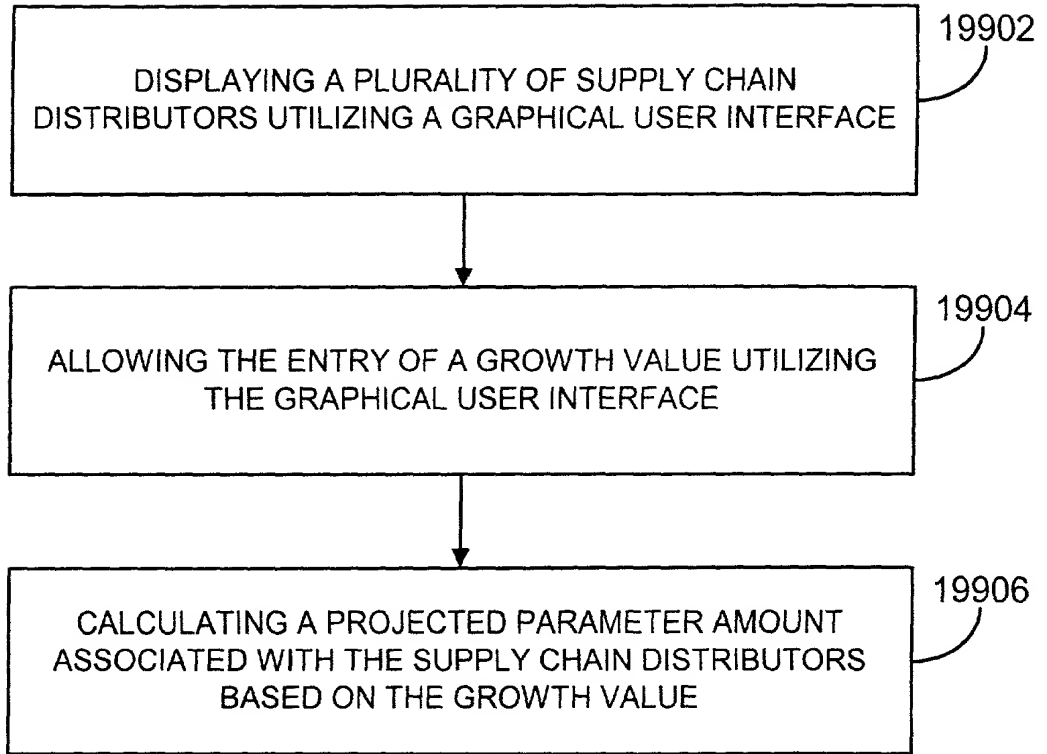 19902
DISPLAYING A PLURALITY OF SUPPLY CHAIN
DISTRIBUTORS UTILIZING A GRAPHICAL USER INTERFACE
19904
ALLOWING THE ENTRY OF A GROWTH VALUE UTILIZING
THE GRAPHICAL USER INTERFACE
19906
CALCULATING A PROJECTED PARAMETER AMOUNT
ASSOCIATED WITH THE SUPPLY CHAIN DISTRIBUTORS
BASED ON THE GROWTH VALUE